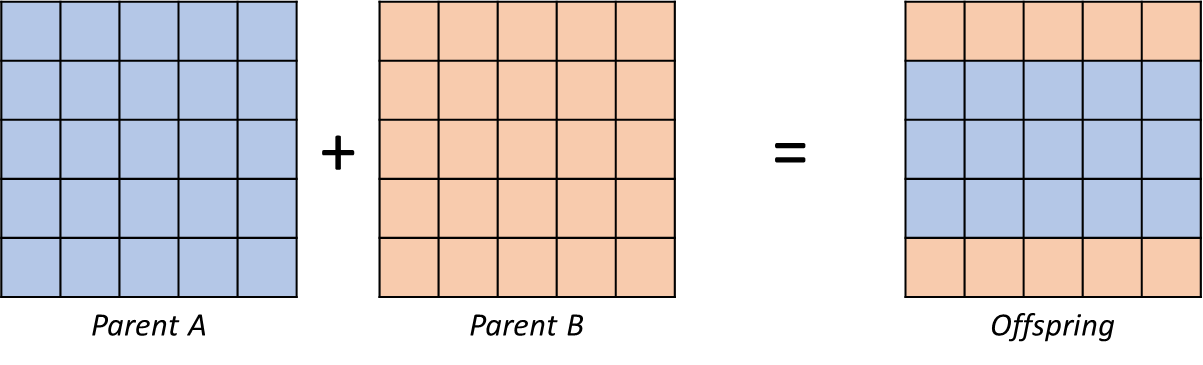 +
=
Parent A
Parent B
Offspring